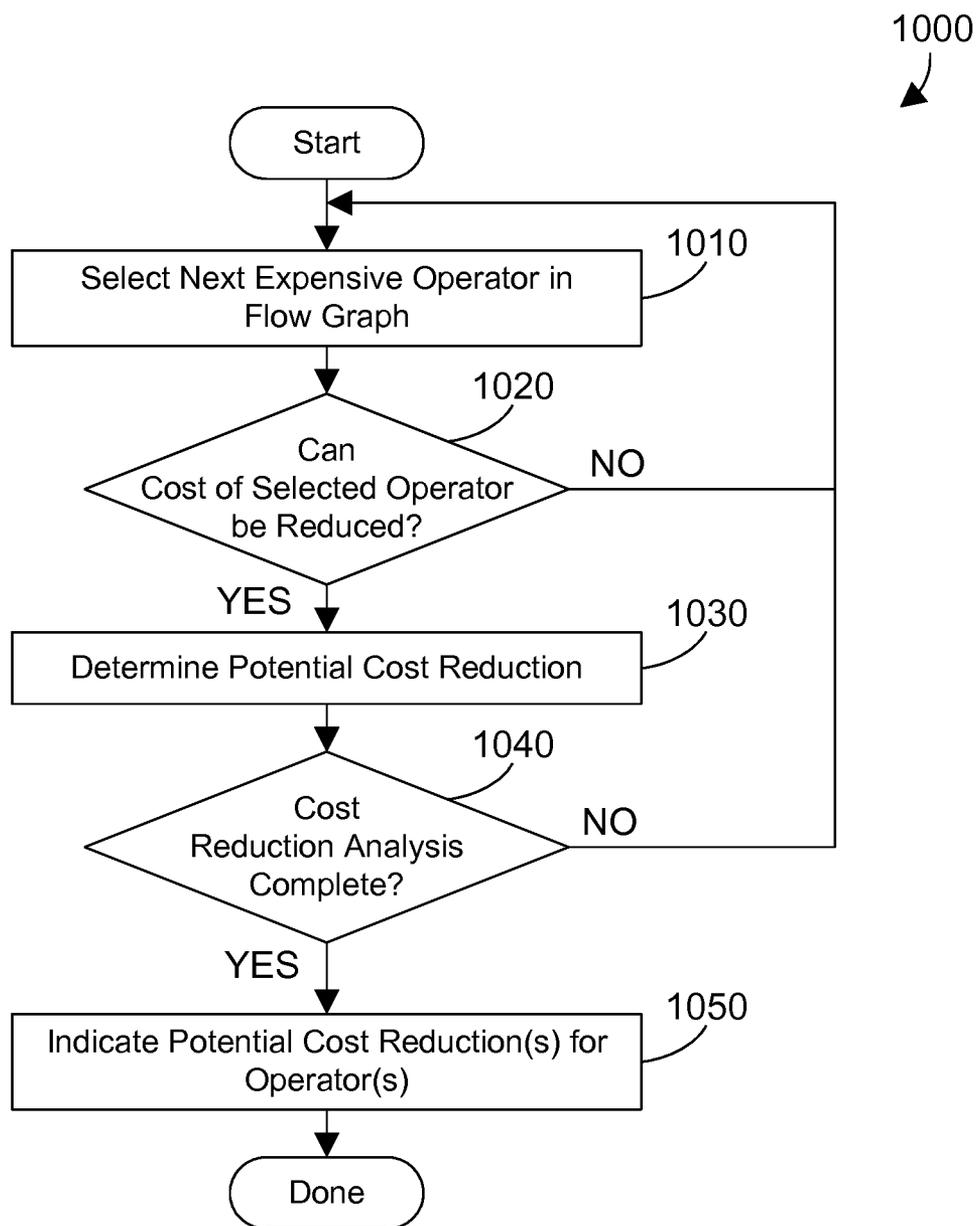 1000
Start
1010
Select Next Expensive Operator in
Flow Graph
1020
Can
Cost of Selected Operator
be Reduced?
NO
YES
1030
Determine Potential Cost Reduction
1040
Cost
Reduction Analysis
Complete?
NO
YES
1050
Indicate Potential Cost Reduction(s) for
Operator(s)
Done